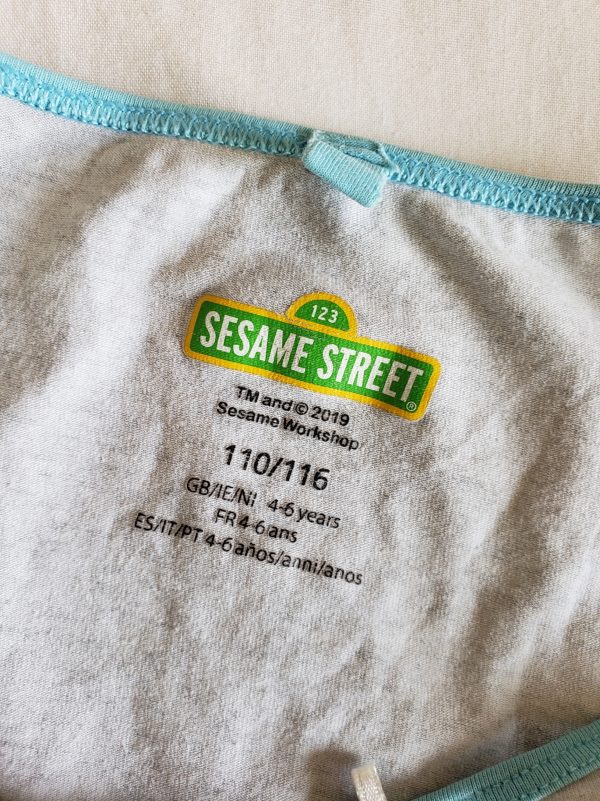 123
SESAME STREET®
TM and © 2019
Sesame Workshop
110/116
GB/IE/NI 4-6 years
FR 4-6 ans
ES/IT/PT 4-6 años/anni/anos